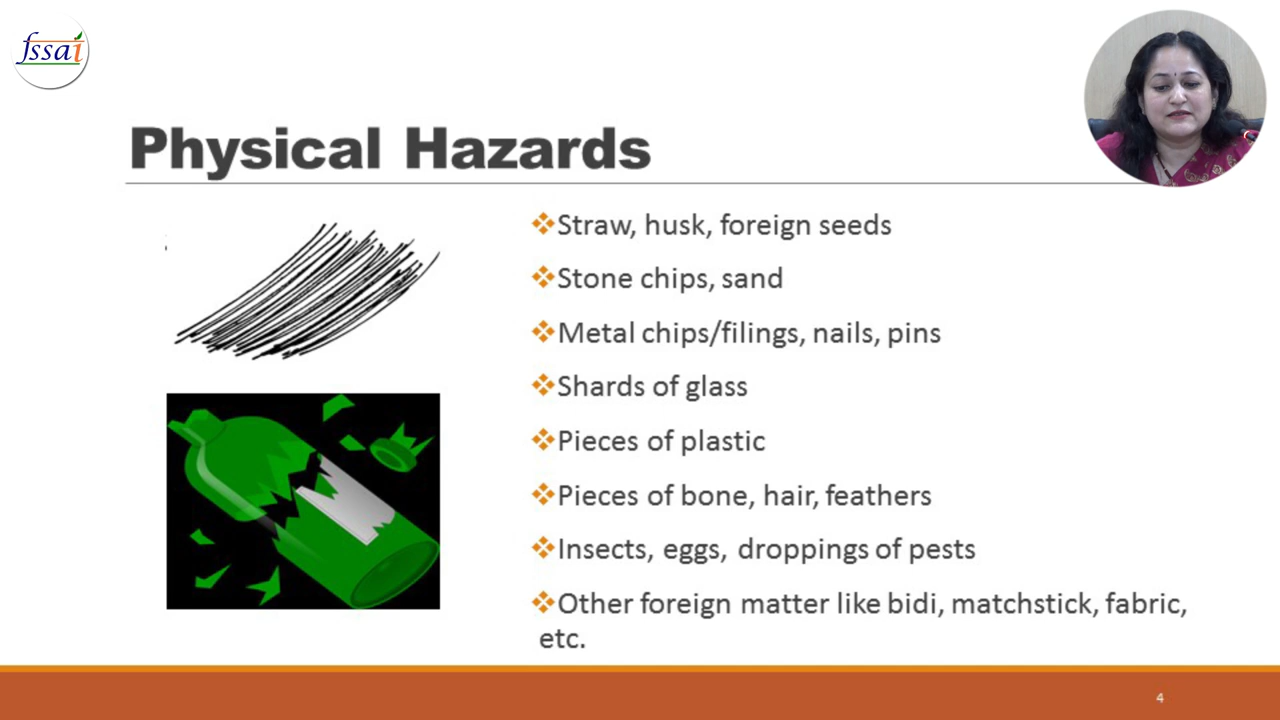 fssai
Physical Hazards
Straw, husk, foreign seeds
Stone chips, sand
Metal chips/filings, nails, pins
Shards of glass
Pieces of plastic
Pieces of bone, hair, feathers
Insects, eggs, droppings of pests
Other foreign matter like bidi, matchstick, fabric,
etc.
4